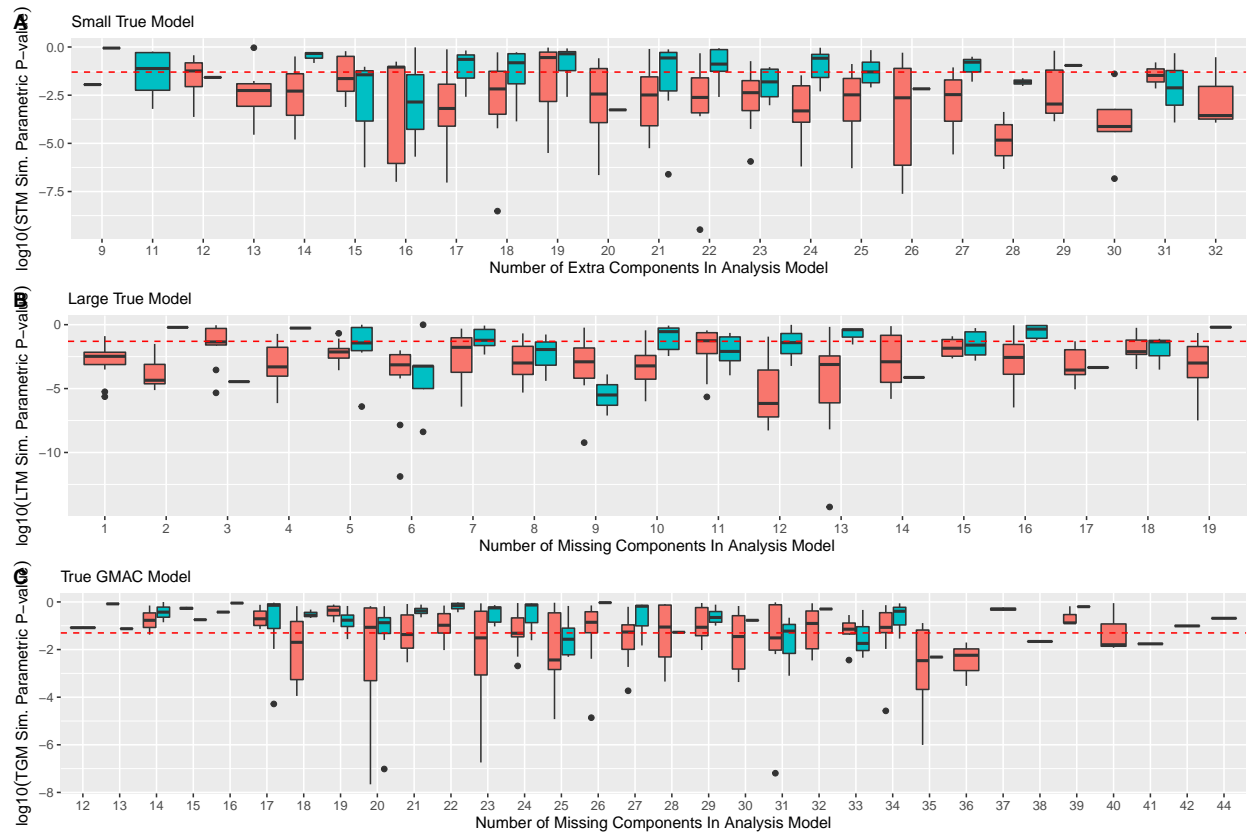 A
Small True Model
log10(STM Sim. Parametric P−value)
0.0
−2.5
−5.0
−7.5
9 11 12 13 14 15 16 17 18 19 20 21 22 23 24 25 26 27 28 29 30 31 32
Number of Extra Components In Analysis Model
B
Large True Model
log10(LTM Sim. Parametric P−value)
0
−5
−10
1 2 3 4 5 6 7 8 9 10 11 12 13 14 15 16 17 18 19
Number of Missing Components In Analysis Model
C
True GMAC Model
log10(TGM Sim. Parametric P−value)
0
−2
−4
−6
−8
12 13 14 15 16 17 18 19 20 21 22 23 24 25 26 27 28 29 30 31 32 33 34 35 36 37 38 39 40 41 42 44
Number of Missing Components In Analysis Model